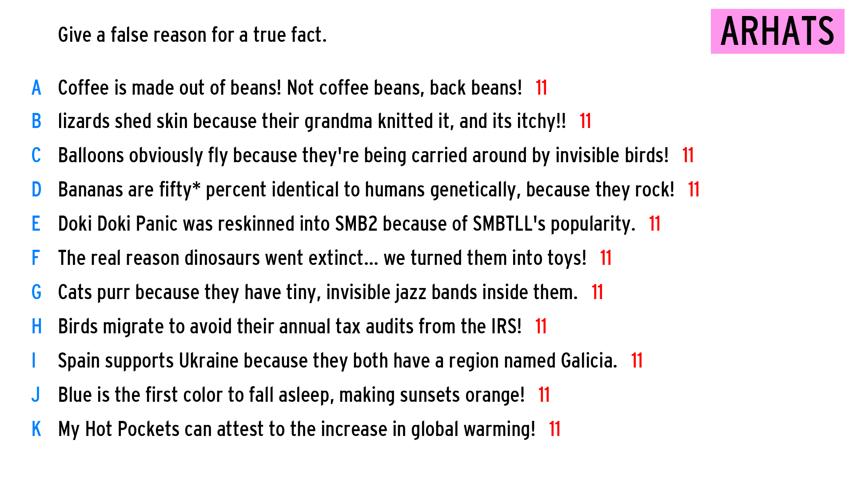 Give a false reason for a true fact.
ARHATS
A Coffee is made out of beans! Not coffee beans, back beans! 11
B lizards shed skin because their grandma knitted it, and its itchy!! 11
C Balloons obviously fly because they're being carried around by invisible birds! 11
D Bananas are fifty* percent identical to humans genetically, because they rock! 11
E Doki Doki Panic was reskinned into SMB2 because of SMBTLL's popularity. 11
F The real reason dinosaurs went extinct... we turned them into toys! 11
G Cats purr because they have tiny, invisible jazz bands inside them. 11
H Birds migrate to avoid their annual tax audits from the IRS! 11
I Spain supports Ukraine because they both have a region named Galicia. 11
J Blue is the first color to fall asleep, making sunsets orange! 11
K My Hot Pockets can attest to the increase in global warming! 11